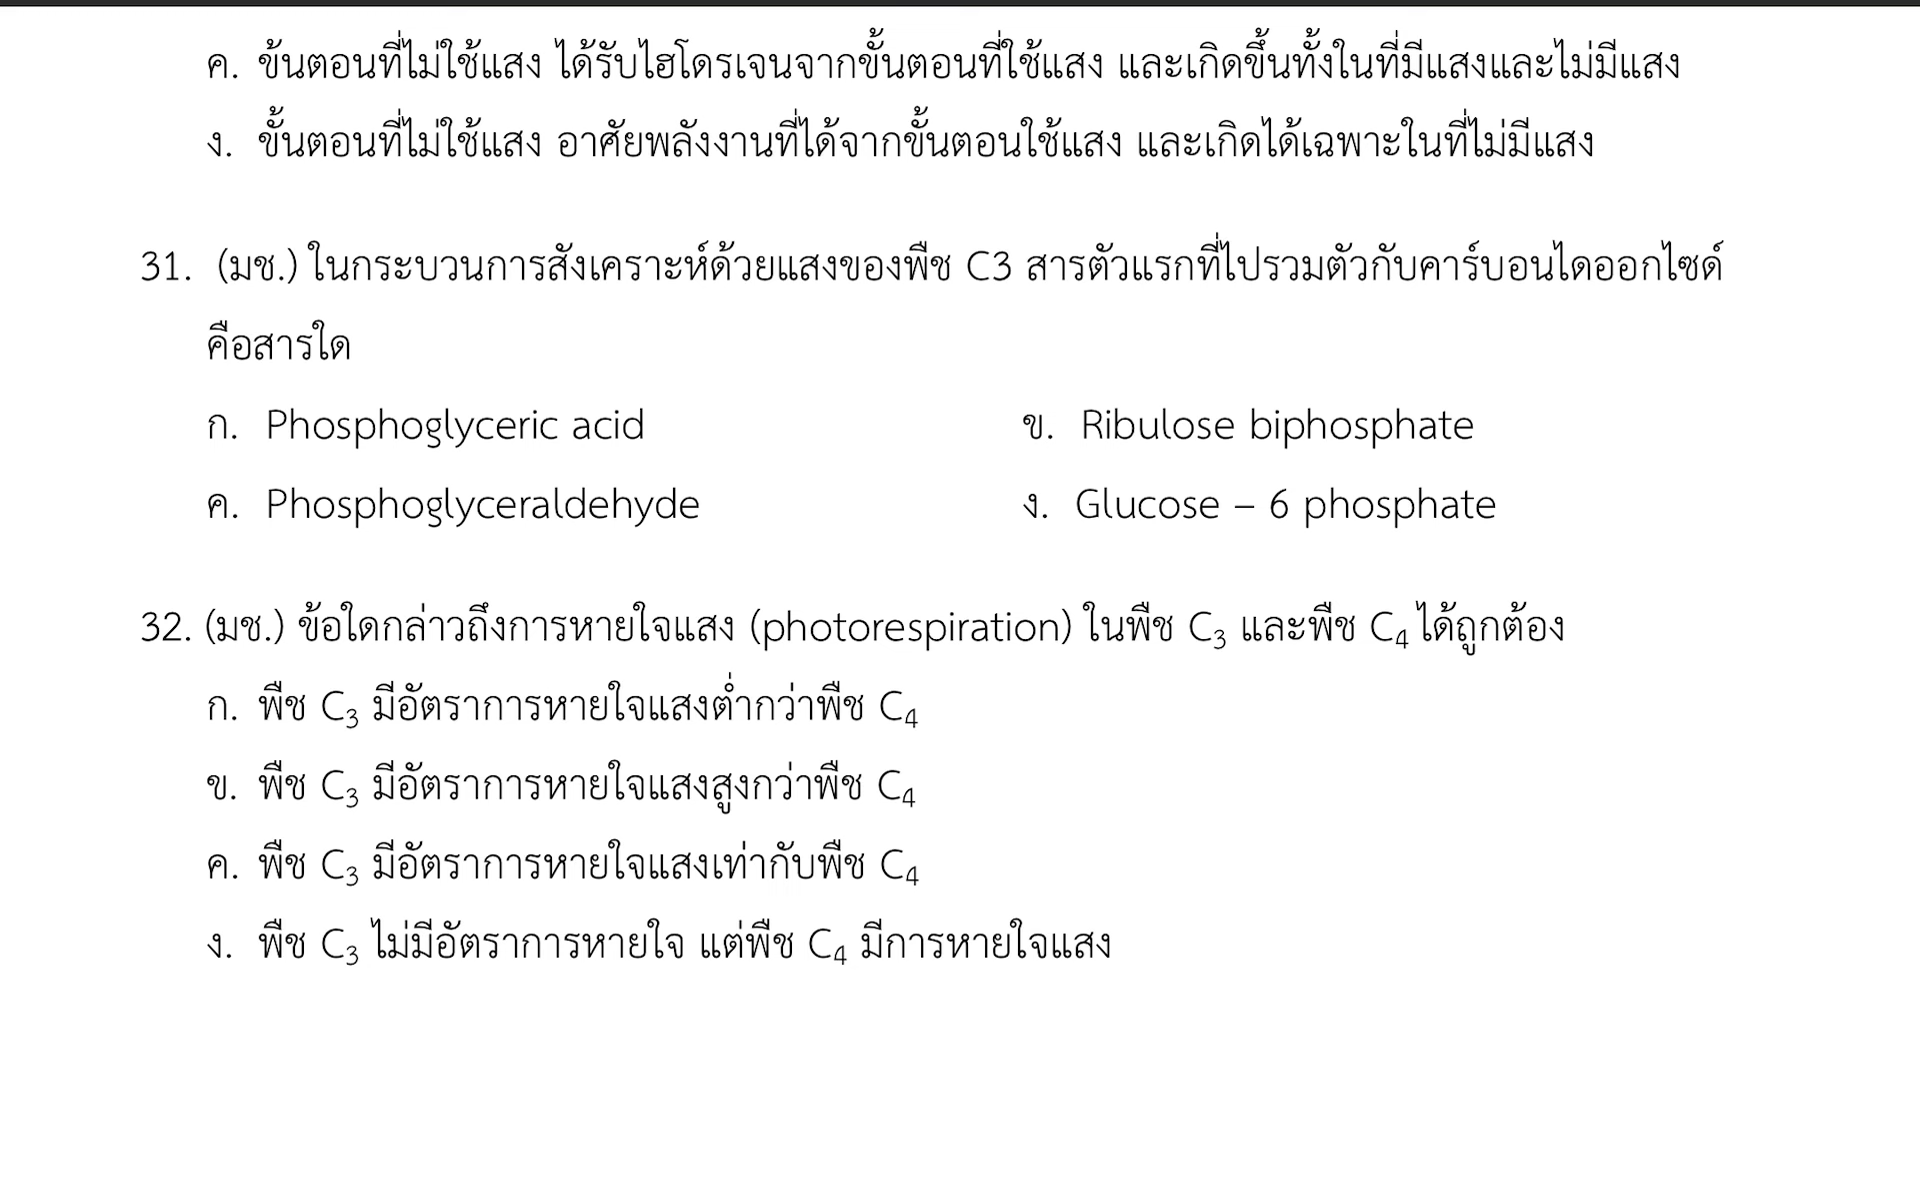 ค. ข้นตอนที่ไม่ใช้แสง ได้รับไฮโดรเจนจากขั้นตอนที่ใช้แสง และเกิดขึ้นทั้งในที่มีแสงและไม่มีแสง
ง. ขั้นตอนที่ไม่ใช้แสง อาศัยพลังงานที่ได้จากขั้นตอนใช้แสง และเกิดได้เฉพาะในที่ไม่มีแสง
31. (มช.) ในกระบวนการสังเคราะห์ด้วยแสงของพืช C3 สารตัวแรกที่ไปรวมตัวกับคาร์บอนไดออกไซด์
คือสารใด
ก. Phosphoglyceric acid ข. Ribulose biphosphate
ค. Phosphoglyceraldehyde ง. Glucose – 6 phosphate
32. (มช.) ข้อใดกล่าวถึงการหายใจแสง (photorespiration) ในพืช C₃ และพืช C₄ ได้ถูกต้อง
ก. พืช C₃ มีอัตราการหายใจแสงต่ำกว่าพืช C₄
ข. พืช C₃ มีอัตราการหายใจแสงสูงกว่าพืช C₄
ค. พืช C₃ มีอัตราการหายใจแสงเท่ากับพืช C₄
ง. พืช C₃ ไม่มีอัตราการหายใจ แต่พืช C₄ มีการหายใจแสง